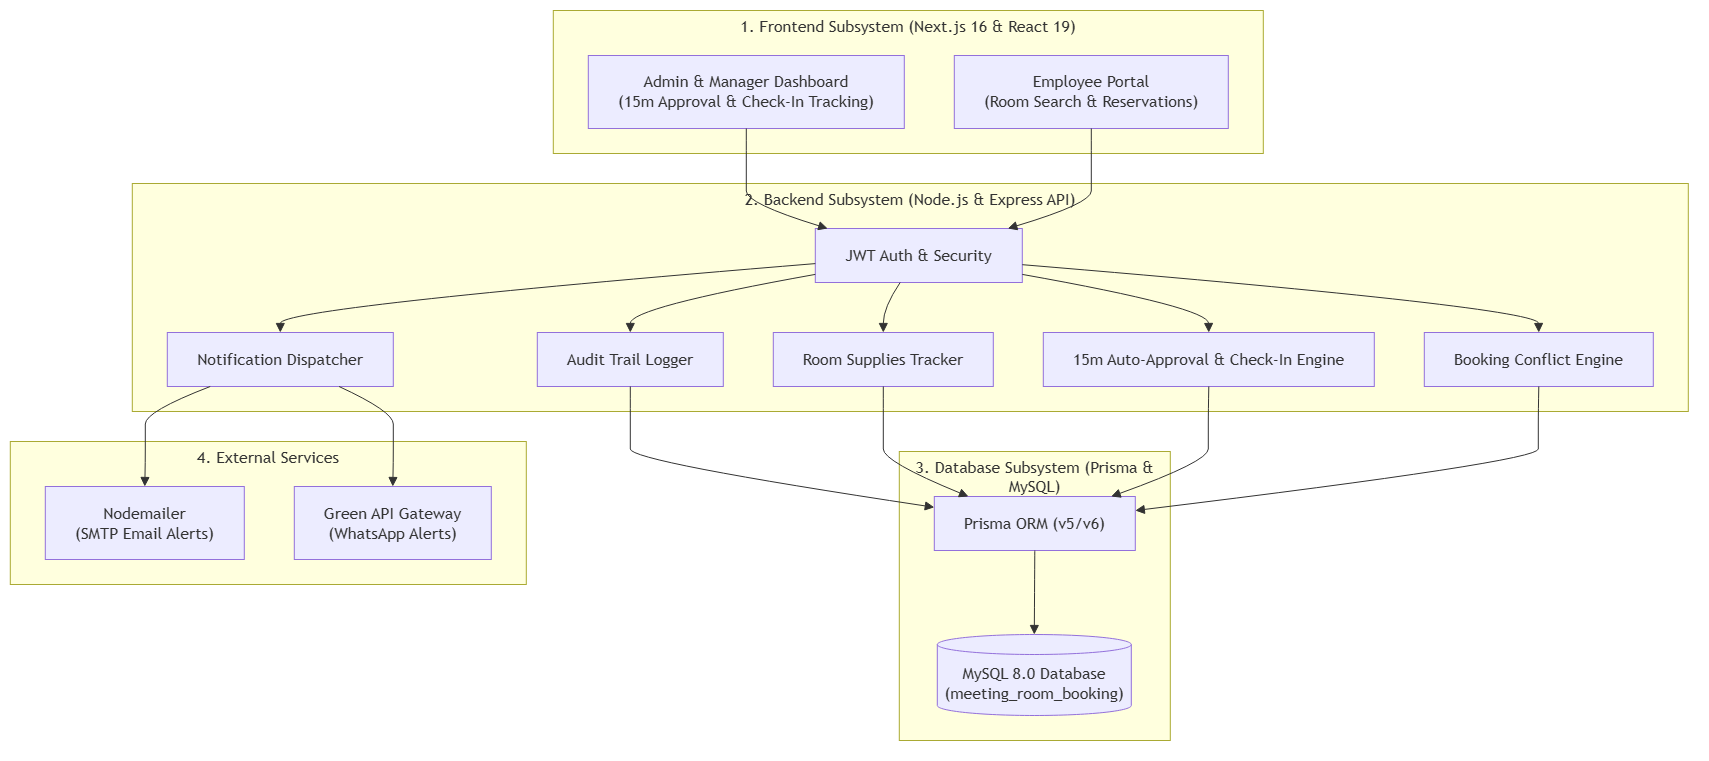 1. Frontend Subsystem (Next.js 16 & React 19)
Admin & Manager Dashboard
(15m Approval & Check-In Tracking)
Employee Portal
(Room Search & Reservations)
2. Backend Subsystem (Node.js & Express API)
JWT Auth & Security
Notification Dispatcher
Audit Trail Logger
Room Supplies Tracker
15m Auto-Approval & Check-In Engine
Booking Conflict Engine
4. External Services
Nodemailer
(SMTP Email Alerts)
Green API Gateway
(WhatsApp Alerts)
3. Database Subsystem (Prisma &
MySQL)
Prisma ORM (v5/v6)
MySQL 8.0 Database
(meeting_room_booking)